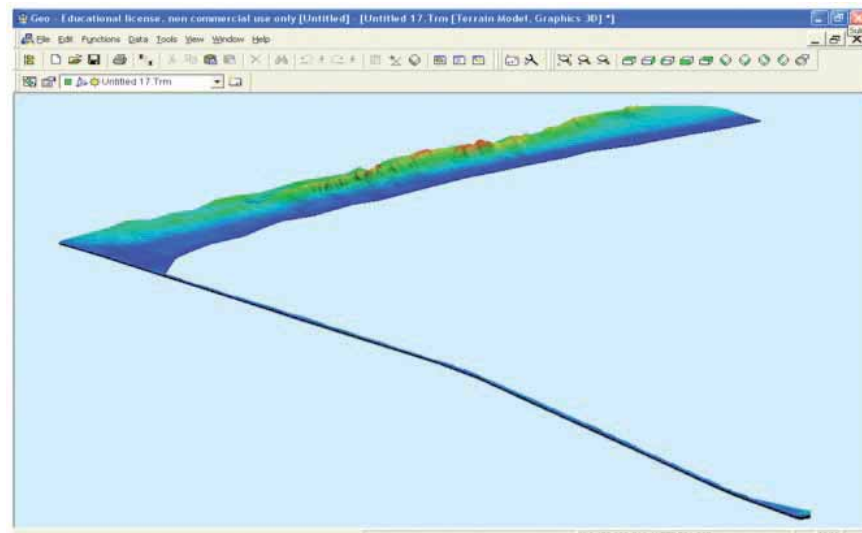 Geo - Educational license, non commercial use only [Untitled] - [Untitled 17.Trm [Terrain Model, Graphics 3D] *]
File Edit Functions Data Tools View Window Help
Untitled 17.Trm